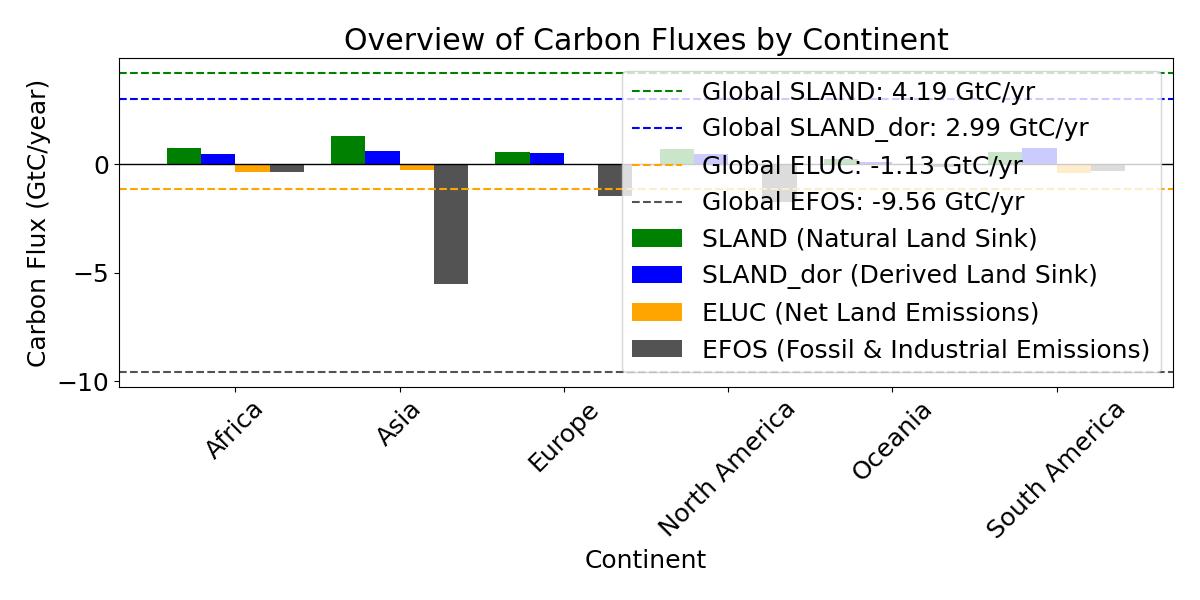 Overview of Carbon Fluxes by Continent
Carbon Flux (GtC/year)
0
−5
−10
Global SLAND: 4.19 GtC/yr
Global SLAND_dor: 2.99 GtC/yr
Global ELUC: -1.13 GtC/yr
Global EFOS: -9.56 GtC/yr
SLAND (Natural Land Sink)
SLAND_dor (Derived Land Sink)
ELUC (Net Land Emissions)
EFOS (Fossil & Industrial Emissions)
Africa
Asia
Europe
North America
Oceania
South America
Continent